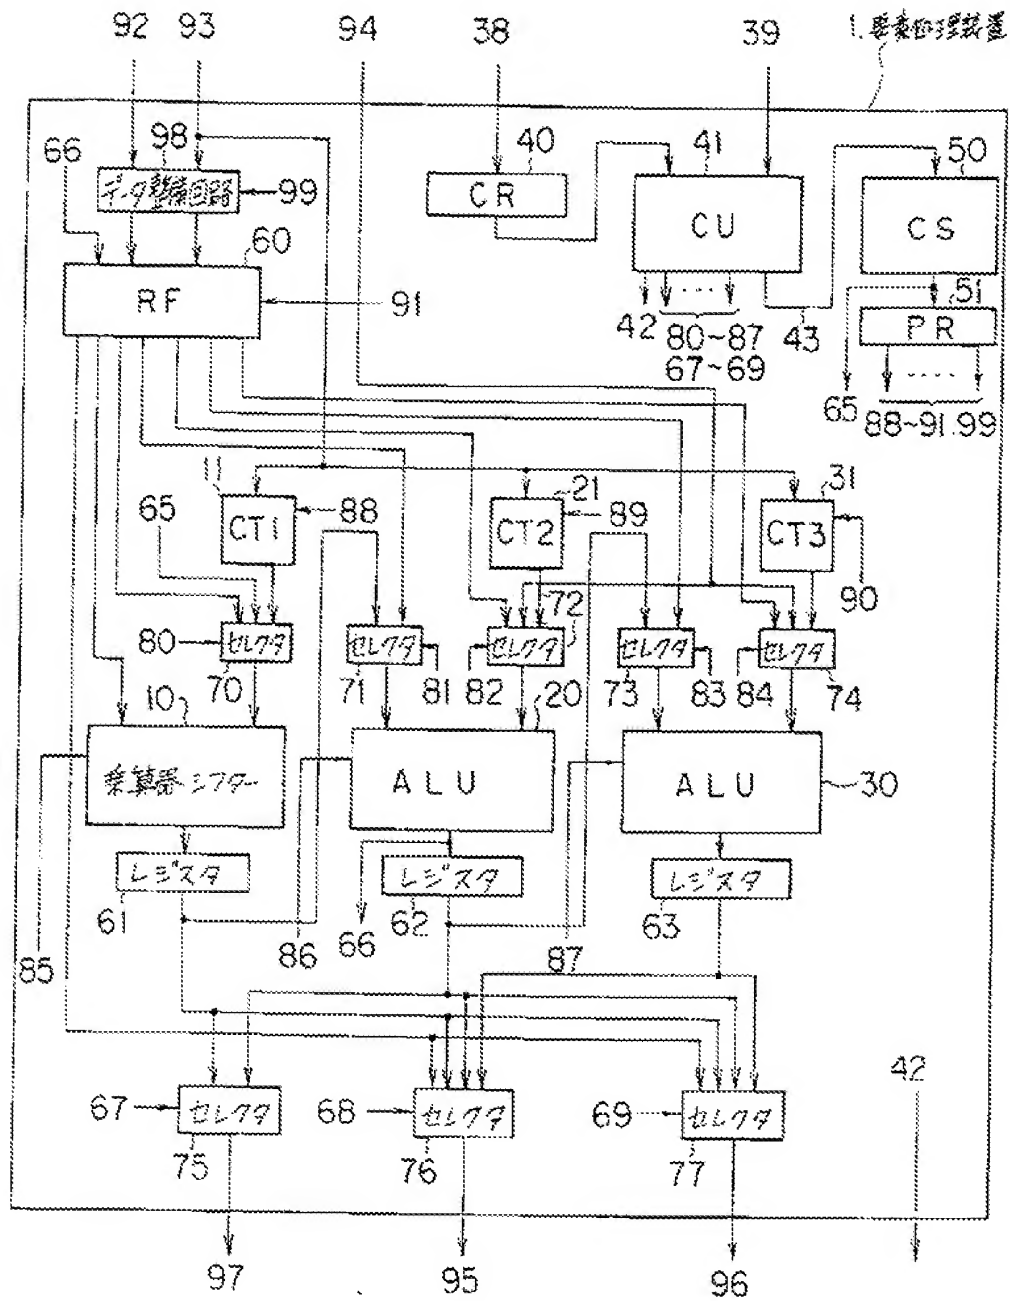 92 93 94 38 39 1.要素処理装置
66 98 40 41 50
データ整構回路 99
CR
CU
CS
60
RF
91
51
PR
42 80~87 43
67~69
65 88~91.99
11 21 31
65 CT1 88 CT2 89 CT3
90
72
80 セレクタ セレクタ 81 82 セレクタ セレクタ 83 84 セレクタ
70 71 73 74
10 20
乗算器シフター ALU ALU 30
レジスタ レジスタ レジスタ
61 62 63
85 86 66 87
42
67 セレクタ 68 セレクタ 69 セレクタ
75 76 77
97 95 96